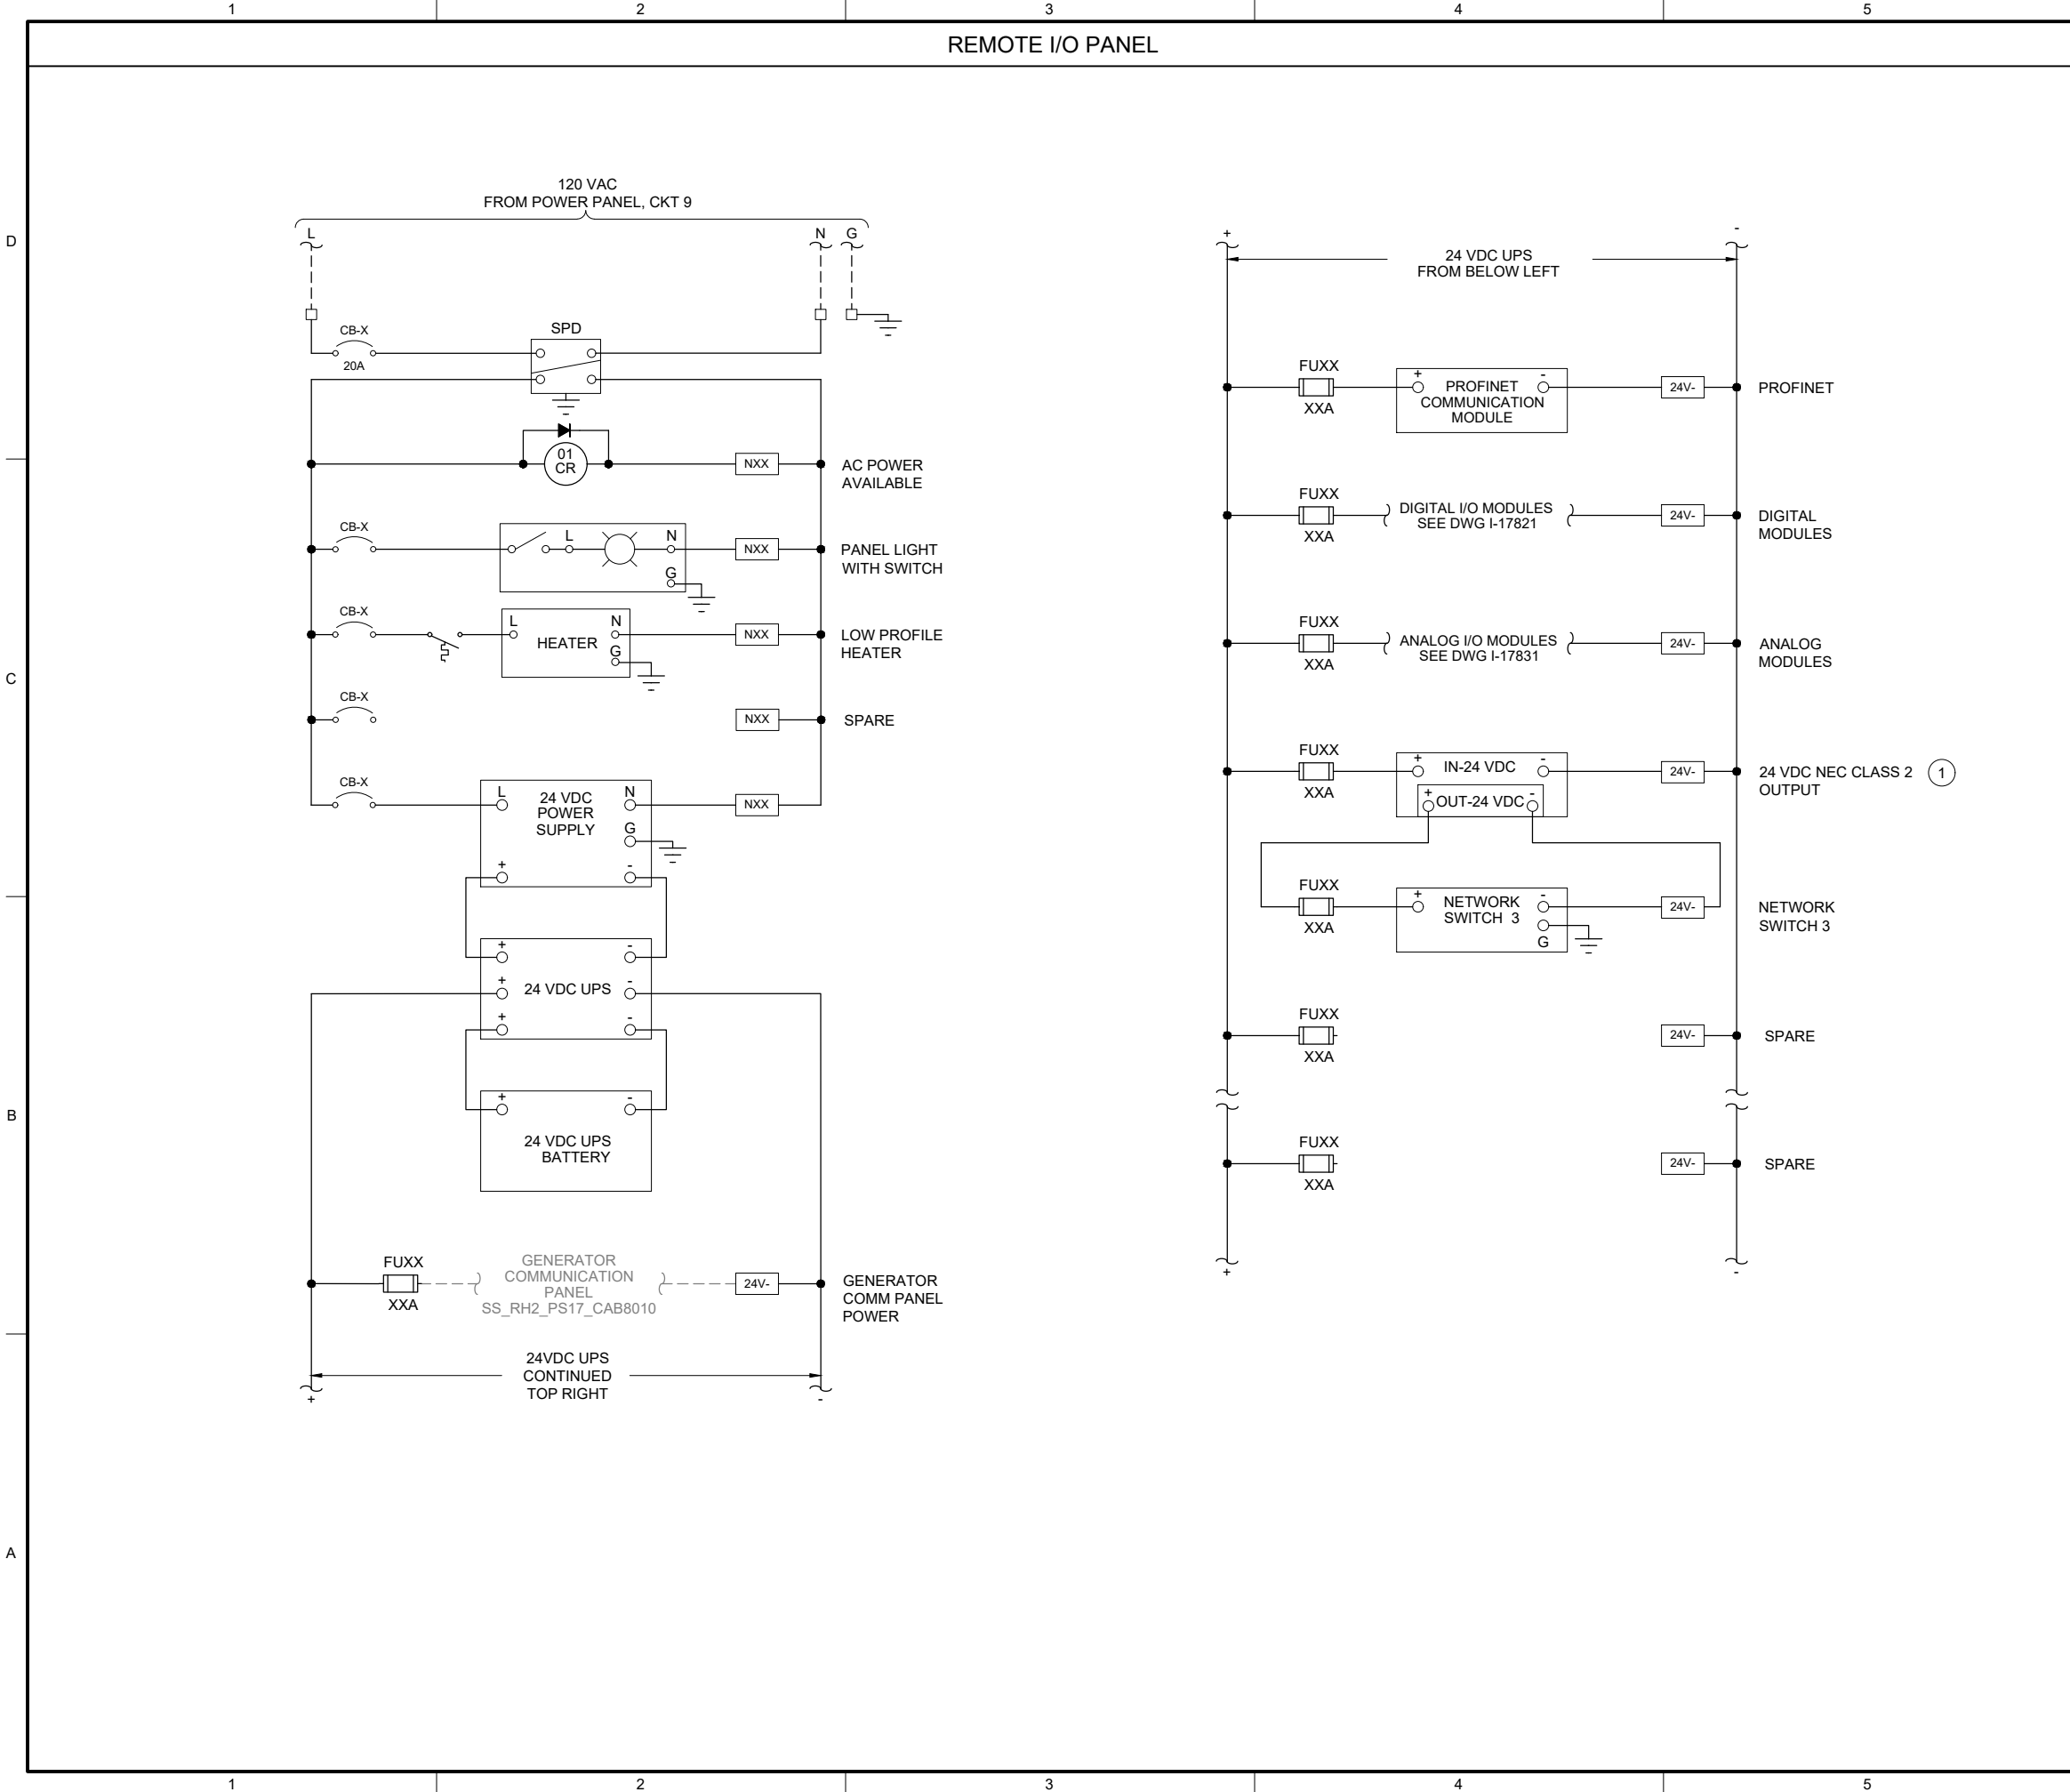 1 2 3 4 5
REMOTE I/O PANEL
D
C
B
A
120 VAC
FROM POWER PANEL, CKT 9
L N G
CB-X
20A
SPD
01
CR
NXX
AC POWER
AVAILABLE
CB-X
L N
G
NXX
PANEL LIGHT
WITH SWITCH
CB-X
L N
HEATER
G
NXX
LOW PROFILE
HEATER
CB-X
NXX
SPARE
CB-X
L N
24 VDC
POWER
SUPPLY
G
+ -
NXX
+ -
+ -
24 VDC UPS
+ -
+ -
24 VDC UPS
BATTERY
FUXX
XXA
GENERATOR
COMMUNICATION
PANEL
SS_RH2_PS17_CAB8010
24V-
GENERATOR
COMM PANEL
POWER
24VDC UPS
CONTINUED
TOP RIGHT
+ -
+ -
24 VDC UPS
FROM BELOW LEFT
FUXX
XXA
+ -
PROFINET
COMMUNICATION
MODULE
24V-
PROFINET
FUXX
XXA
DIGITAL I/O MODULES
SEE DWG I-17821
24V-
DIGITAL
MODULES
FUXX
XXA
ANALOG I/O MODULES
SEE DWG I-17831
24V-
ANALOG
MODULES
FUXX
XXA
+ -
IN-24 VDC
+ -
OUT-24 VDC
24V-
24 VDC NEC CLASS 2 1
OUTPUT
FUXX
XXA
+ -
NETWORK
SWITCH 3
G
24V-
NETWORK
SWITCH 3
FUXX
XXA
24V-
SPARE
FUXX
XXA
24V-
SPARE
+ -
1 2 3 4 5